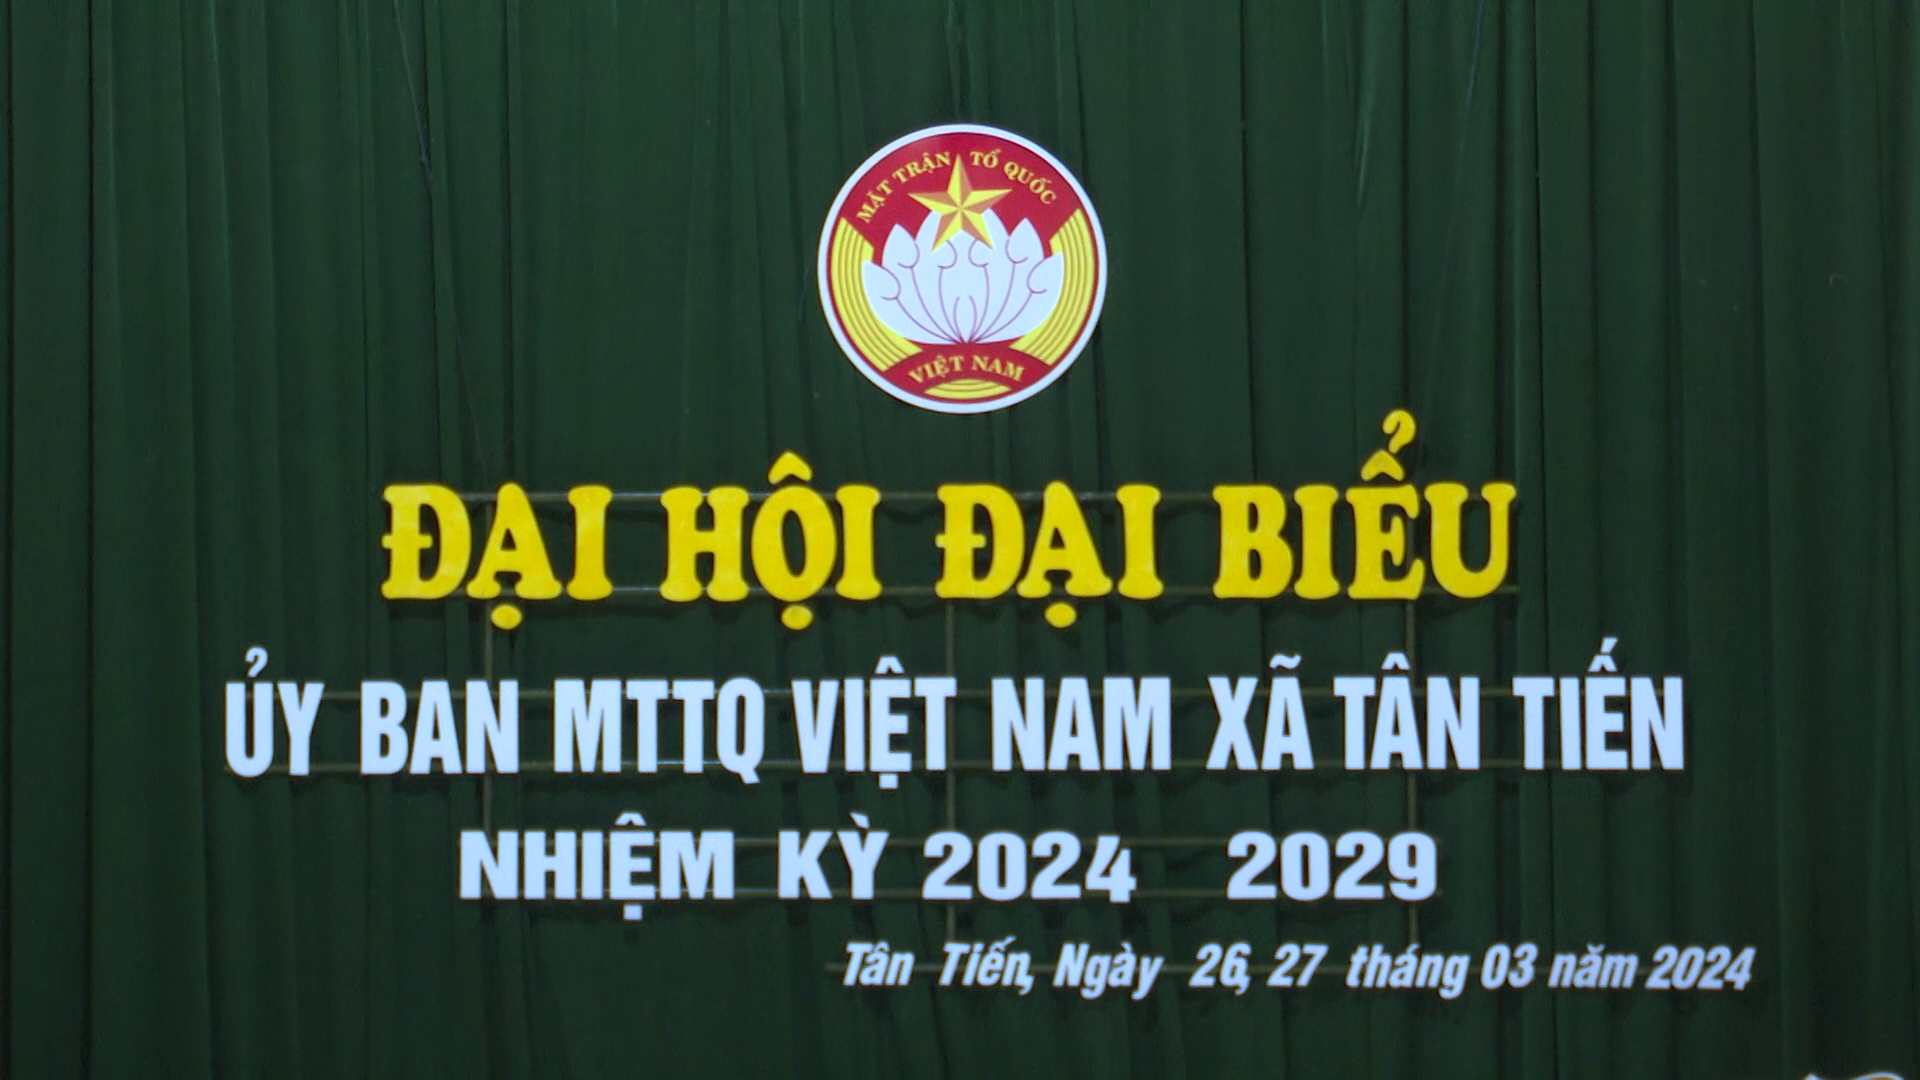 MẶT TRẬN TỔ QUỐC
VIỆT NAM
ĐẠI HỘI ĐẠI BIỂU
ỦY BAN MTTQ VIỆT NAM XÃ TÂN TIẾN
NHIỆM KỲ 2024 2029
Tân Tiến, Ngày 26, 27 tháng 03 năm 2024